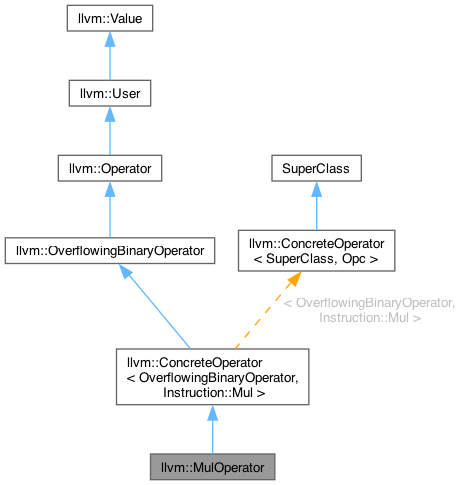 llvm::Value
llvm::User
llvm::Operator
SuperClass
llvm::OverflowingBinaryOperator
llvm::ConcreteOperator
< SuperClass, Opc >
< OverflowingBinaryOperator,
Instruction::Mul >
llvm::ConcreteOperator
< OverflowingBinaryOperator,
Instruction::Mul >
llvm::MulOperator